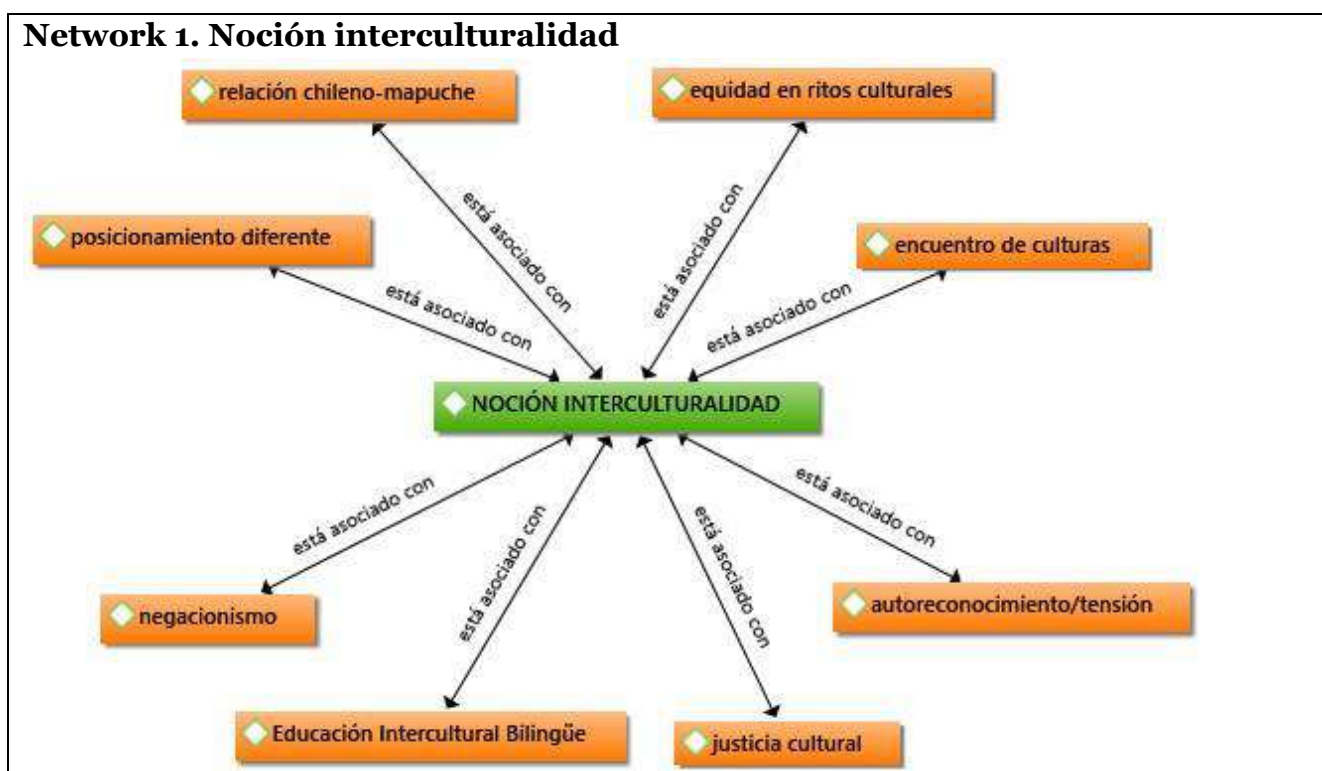 Network 1. Noción interculturalidad
relación chileno-mapuche
equidad en ritos culturales
está asociado con
está asociado con
posicionamiento diferente
encuentro de culturas
está asociado con
está asociado con
NOCIÓN INTERCULTURALIDAD
está asociado con
está asociado con
está asociado con
está asociado con
negacionismo
autoreconocimiento/tensión
Educación Intercultural Bilingüe
justicia cultural